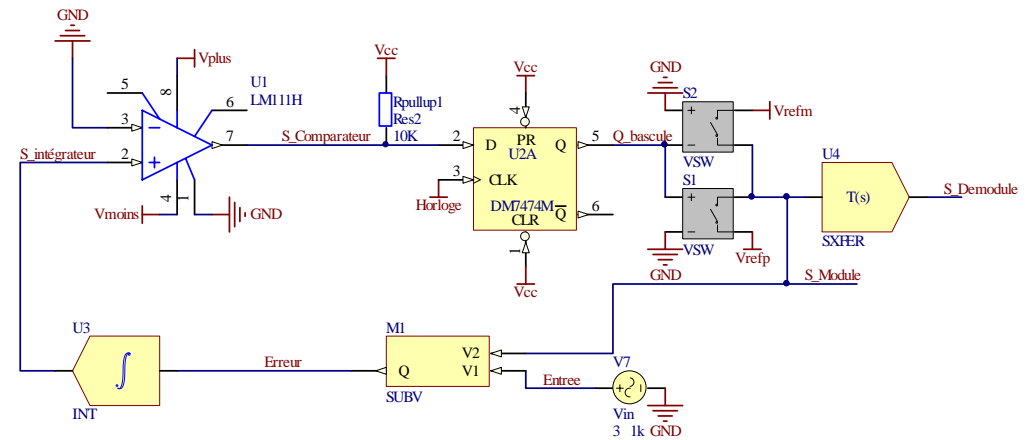 GND
Vplus
5
8
U1
LM111H
6
3
2
7
S_intégrateur
4
1
Vmoins
GND
S_Comparateur
Vcc
Rpullup1
Res2
10K
Vcc
4
PR
2
D
Q
5
U2A
3
CLK
Horloge
DM7474M
Q
6
CLR
1
Vcc
Q_bascule
GND
S2
+
−
Vrefm
VSW
S1
+
−
VSW
GND
Vrefp
U4
T(s)
SXFER
S_Demodule
S_Module
U3
∫
INT
Erreur
M1
V2
V1
Q
SUBV
Entree
V7
Vin
3 1k
GND